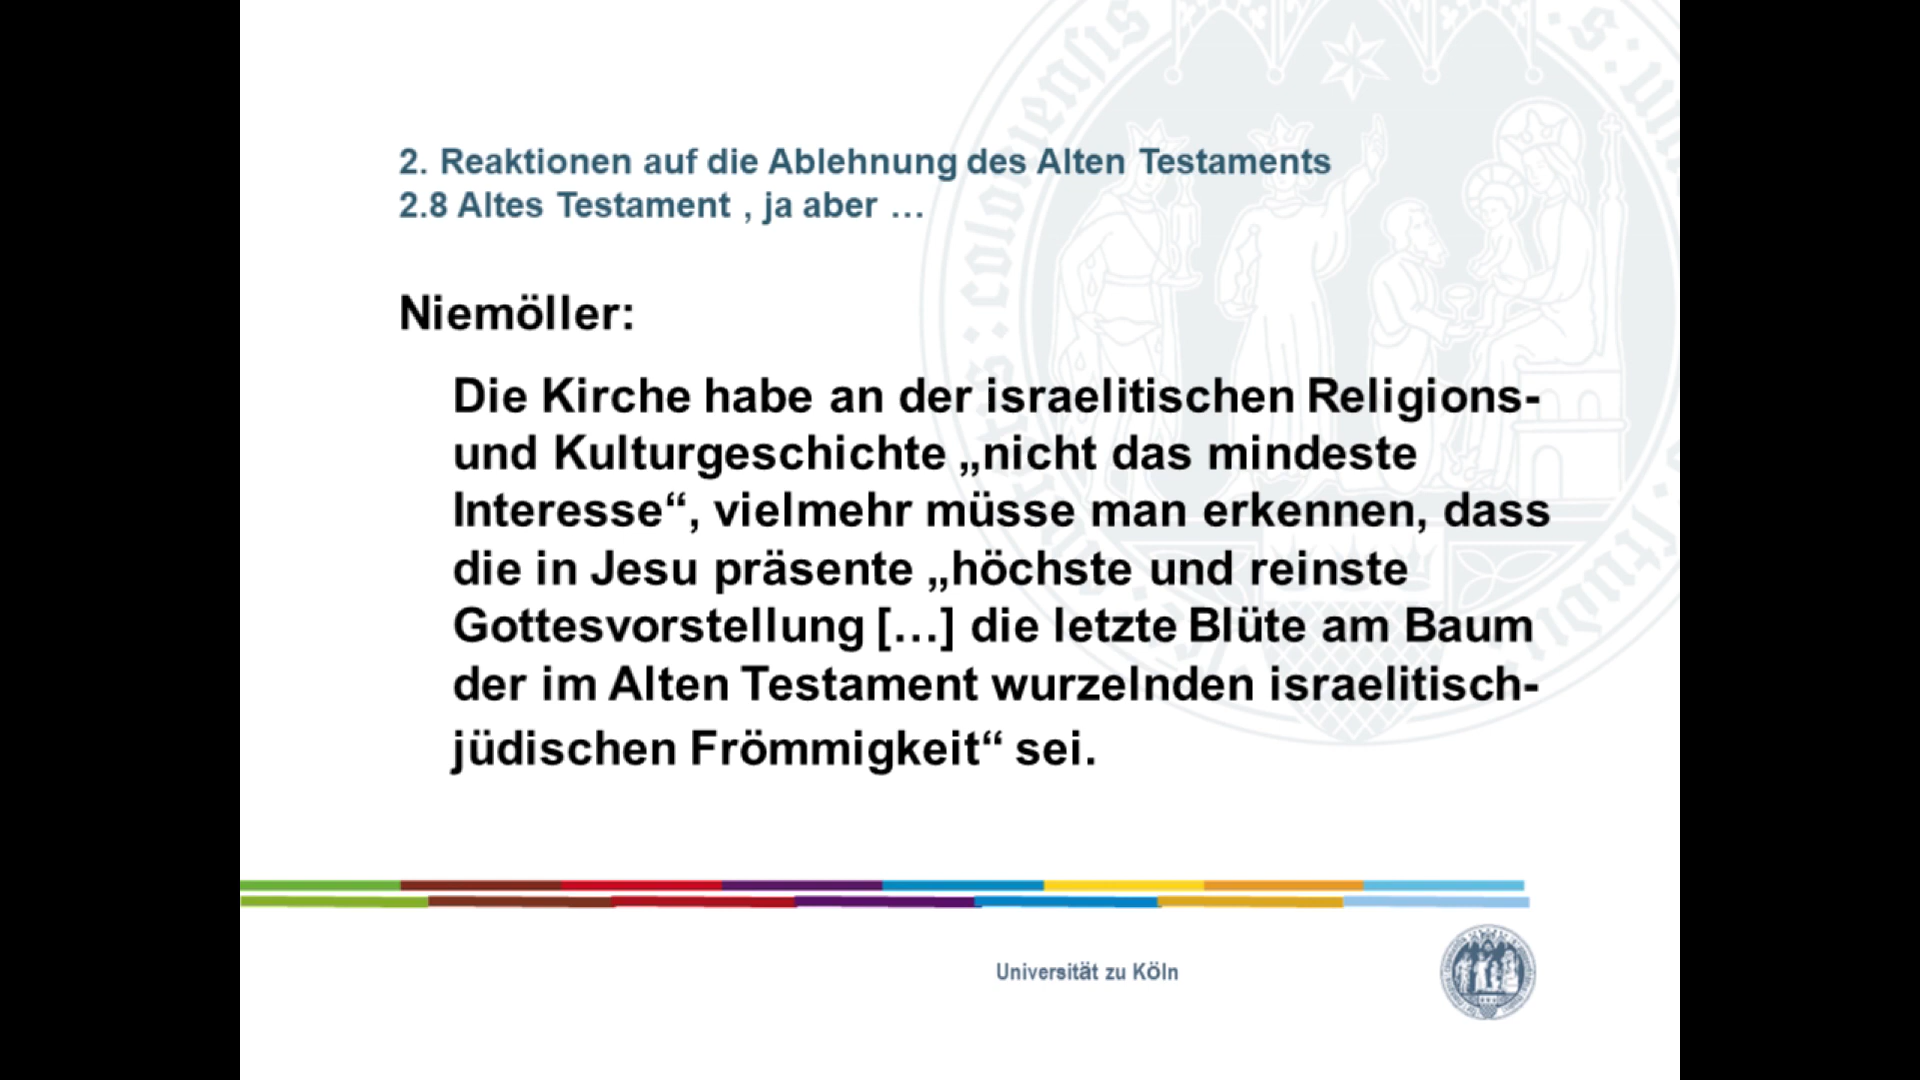 2. Reaktionen auf die Ablehnung des Alten Testaments
2.8 Altes Testament , ja aber …
Niemöller:
Die Kirche habe an der israelitischen Religions-
und Kulturgeschichte „nicht das mindeste
Interesse“, vielmehr müsse man erkennen, dass
die in Jesu präsente „höchste und reinste
Gottesvorstellung […] die letzte Blüte am Baum
der im Alten Testament wurzelnden israelitisch-
jüdischen Frömmigkeit“ sei.
Universität zu Köln